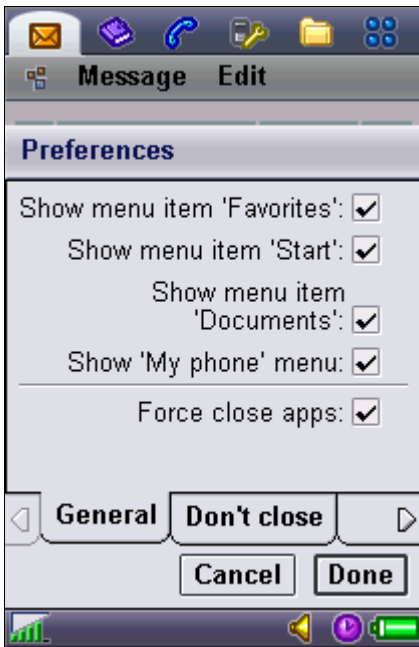 Message Edit
Preferences
Show menu item 'Favorites':
Show menu item 'Start':
Show menu item
'Documents':
Show 'My phone' menu:
Force close apps:
General Don't close
Cancel Done